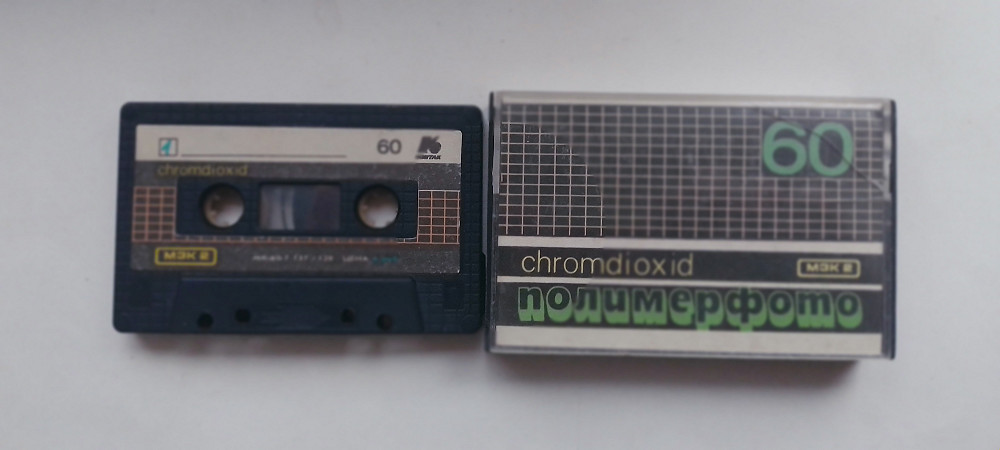 60
chromdioxid
МЭК 2
60
chromdioxid
МЭК 2
полимерфото